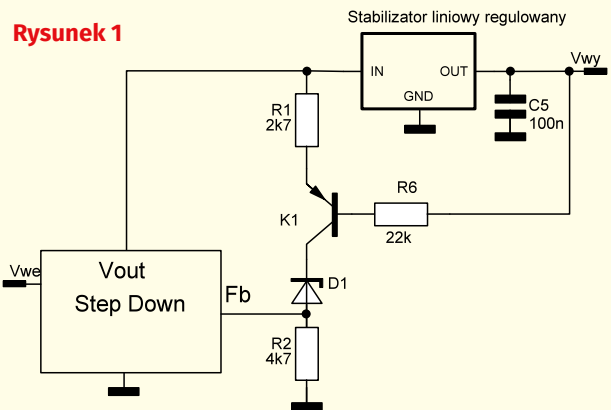 Rysunek 1
Stabilizator liniowy regulowany
IN
OUT
GND
Vwy
C5
100n
R1
2k7
R6
22k
K1
D1
Vwe
Vout
Step Down
Fb
R2
4k7